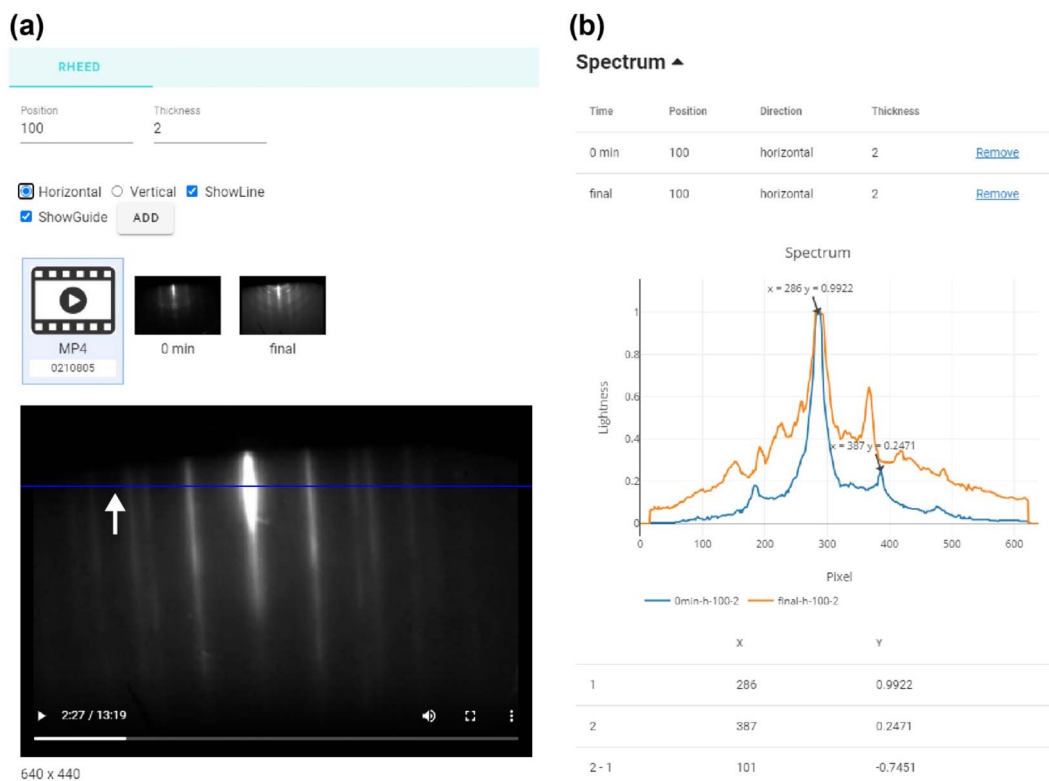 (a)
RHEED
Position
Thickness
100
2
Horizontal Vertical ShowLine
ShowGuide ADD
MP4
0 min
final
0210805
2:27 / 13:19
640 x 440
(b)
Spectrum
Time Position Direction Thickness
0 min 100 horizontal 2 Remove
final 100 horizontal 2 Remove
Spectrum
x = 286 y = 0.9922
1
0.8
0.6
0.4
0.2
0
Lightness
x = 387 y = 0.2471
0 100 200 300 400 500 600
Pixel
0min-h-100-2 final-h-100-2
X Y
1 286 0.9922
2 387 0.2471
2 - 1 101 -0.7451